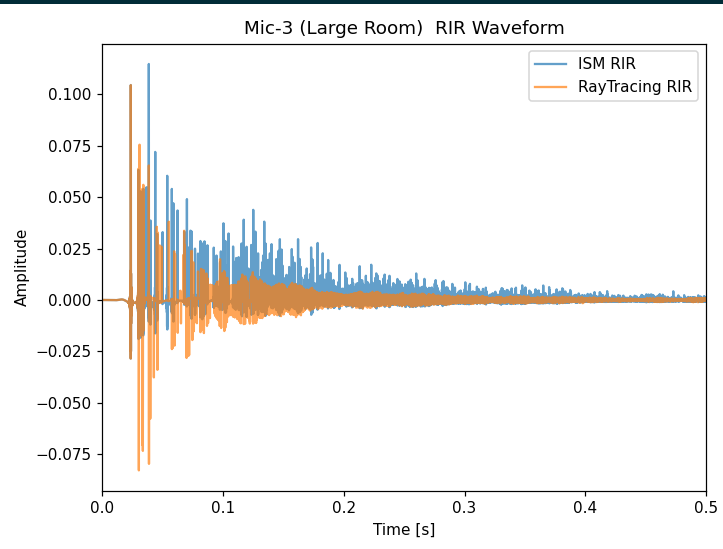 Mic-3 (Large Room)  RIR Waveform
ISM RIR
RayTracing RIR
0.100
0.075
0.050
0.025
0.000
−0.025
−0.050
−0.075
Amplitude
0.0 0.1 0.2 0.3 0.4 0.5
Time [s]